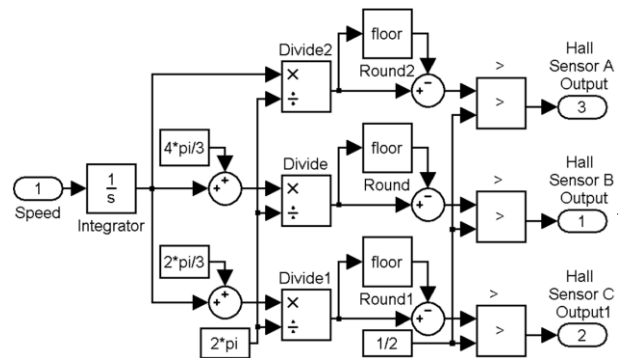 Divide2
×
÷
floor
Round2
−
>
>
Hall
Sensor A
Output
3
4*pi/3
+
+
Divide
×
÷
floor
Round
−
>
>
Hall
Sensor B
Output
1
1
Speed
1
s
Integrator
2*pi/3
+
+
Divide1
×
÷
floor
Round1
−
>
>
Hall
Sensor C
Output1
2
2*pi
1/2